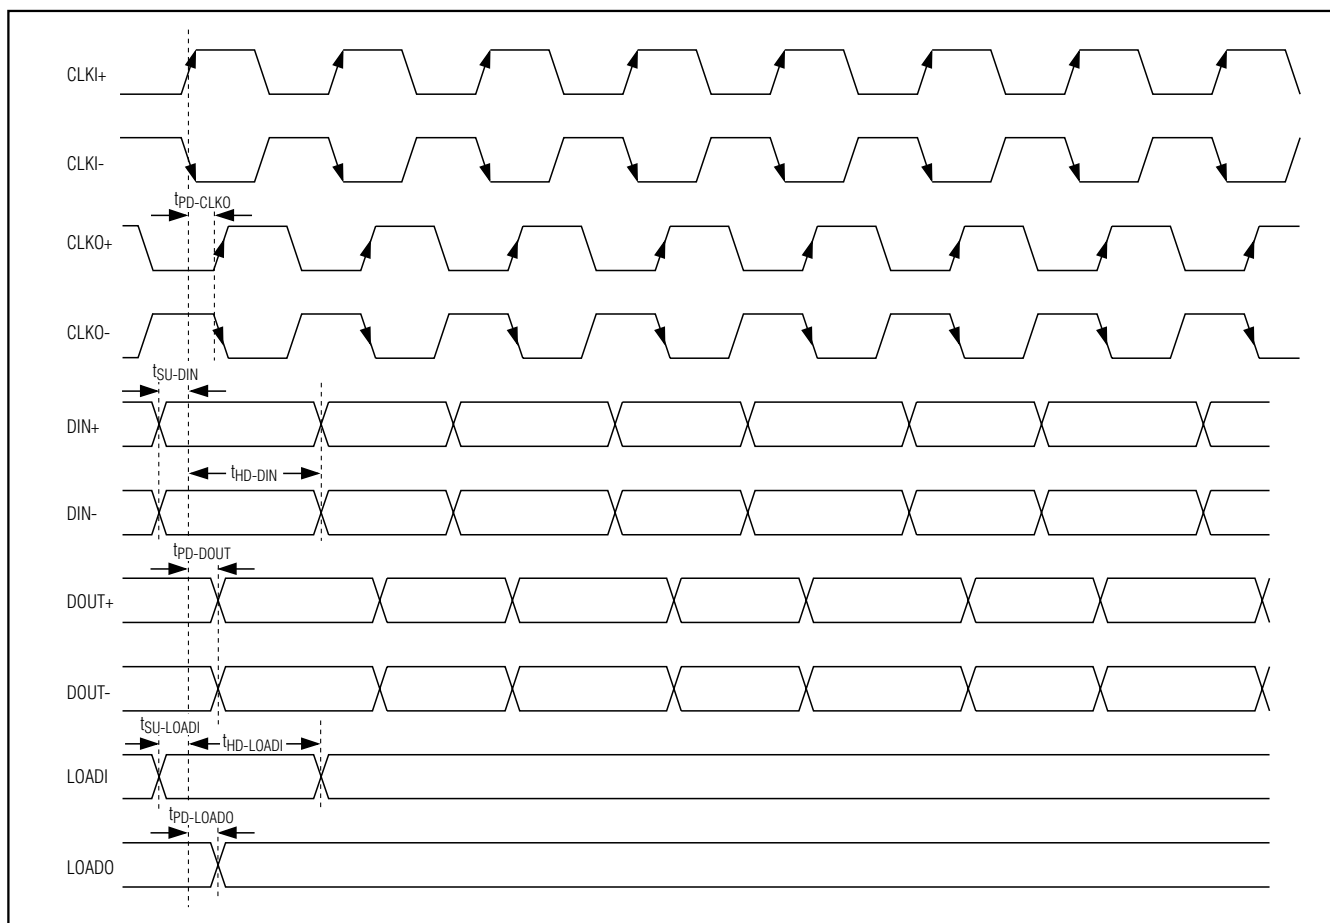 CLKI+
CLKI-
tPD-CLKO
CLKO+
CLKO-
tSU-DIN
DIN+
tHD-DIN
DIN-
tPD-DOUT
DOUT+
DOUT-
tSU-LOADI
tHD-LOADI
LOADI
tPD-LOADO
LOADO